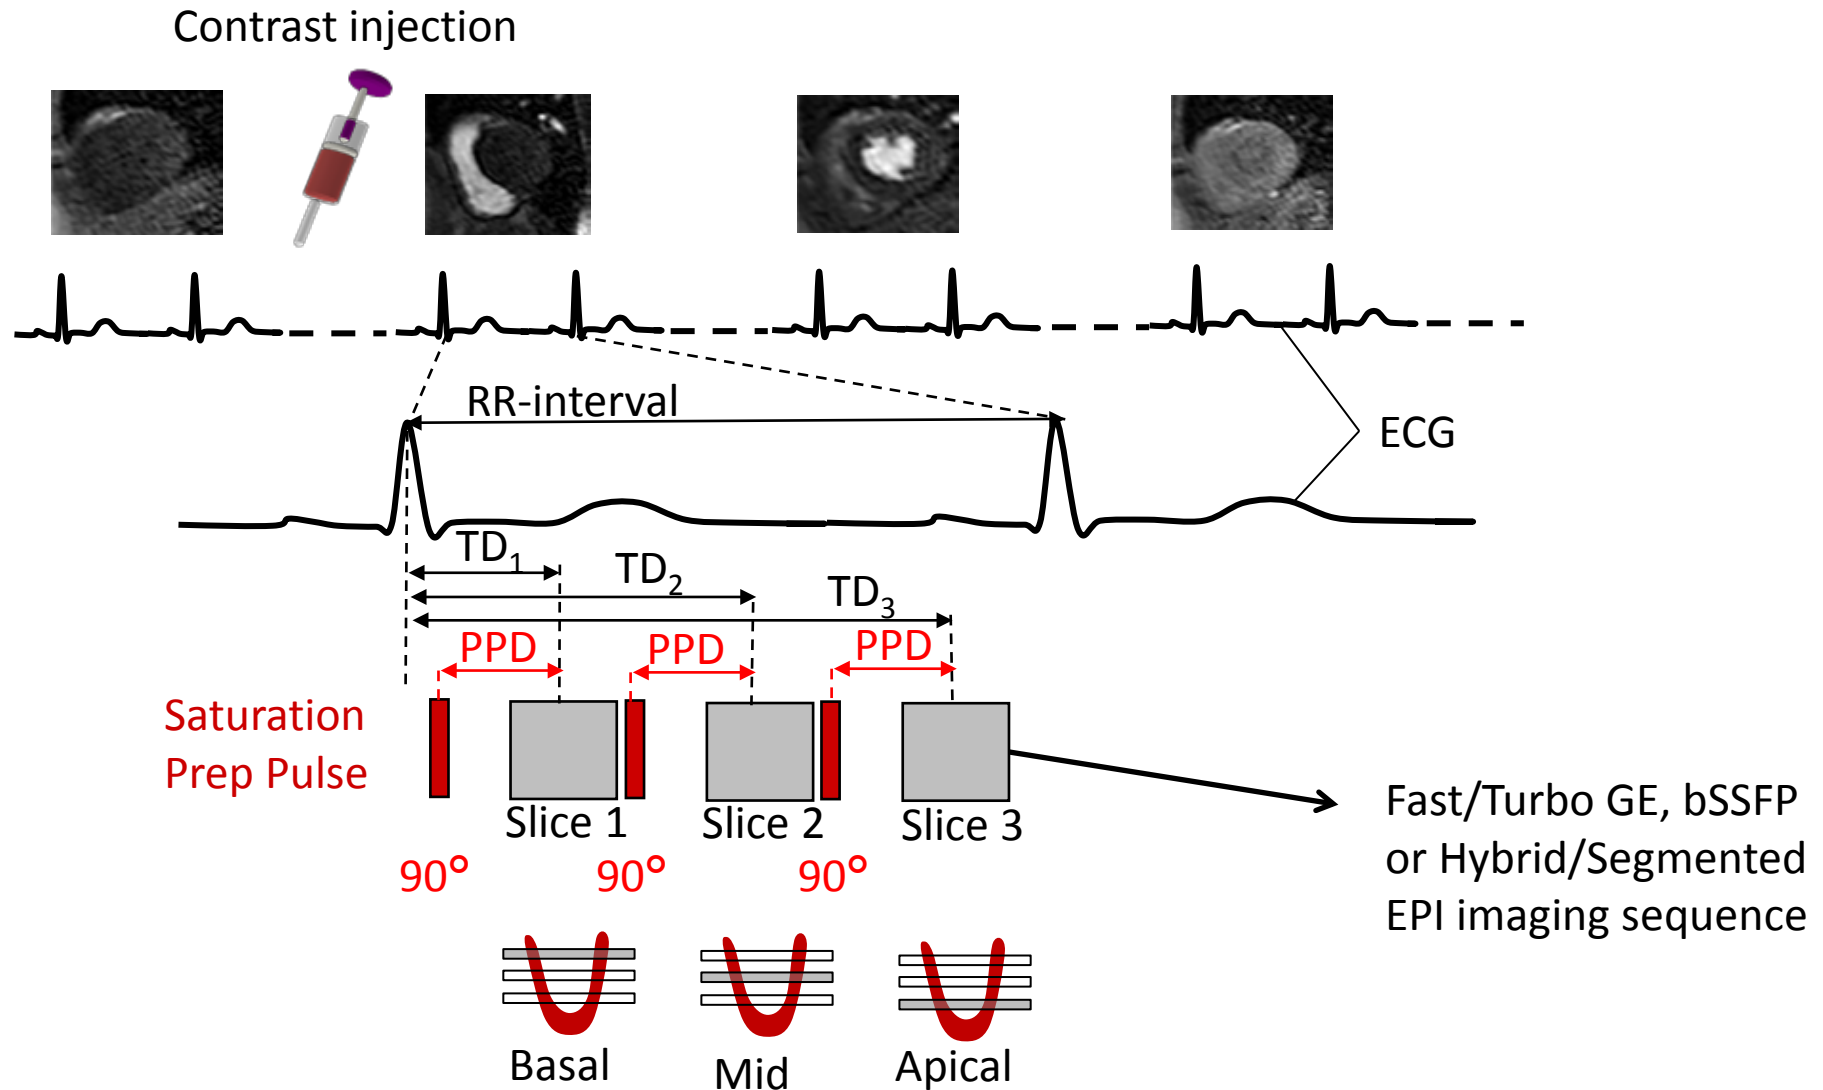 Contrast injection
RR-interval
ECG
TD1
TD2
TD3
PPD
PPD
PPD
Saturation
Prep Pulse
Slice 1
Slice 2
Slice 3
90°
90°
90°
Fast/Turbo GE, bSSFP
or Hybrid/Segmented
EPI imaging sequence
Basal
Mid
Apical